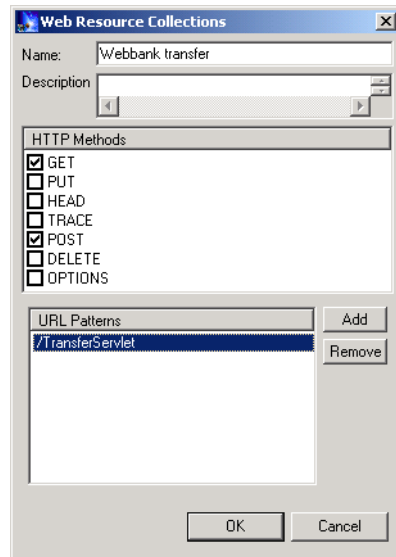 Web Resource Collections
Name: Webbank transfer
Description
HTTP Methods
GET
PUT
HEAD
TRACE
POST
DELETE
OPTIONS
URL Patterns
Add
/TransferServlet
Remove
OK Cancel